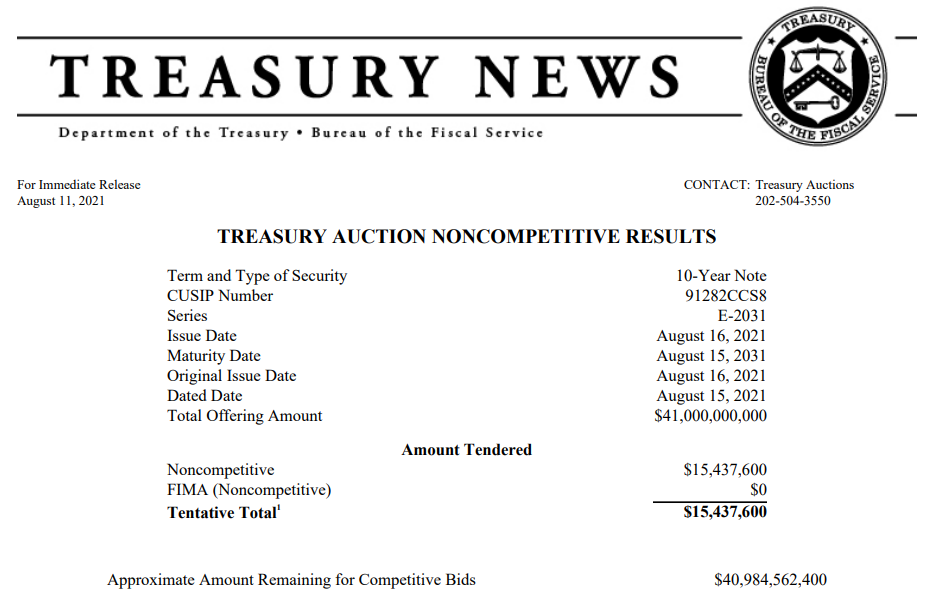 TREASURY NEWS
Department of the Treasury • Bureau of the Fiscal Service
TREASURY
BUREAU OF THE FISCAL SERVICE
For Immediate Release CONTACT: Treasury Auctions
August 11, 2021 202-504-3550
TREASURY AUCTION NONCOMPETITIVE RESULTS
Term and Type of Security 10-Year Note
CUSIP Number 91282CCS8
Series E-2031
Issue Date August 16, 2021
Maturity Date August 15, 2031
Original Issue Date August 16, 2021
Dated Date August 15, 2021
Total Offering Amount $41,000,000,000
Amount Tendered
Noncompetitive $15,437,600
FIMA (Noncompetitive) $0
Tentative Total¹ $15,437,600
Approximate Amount Remaining for Competitive Bids $40,984,562,400